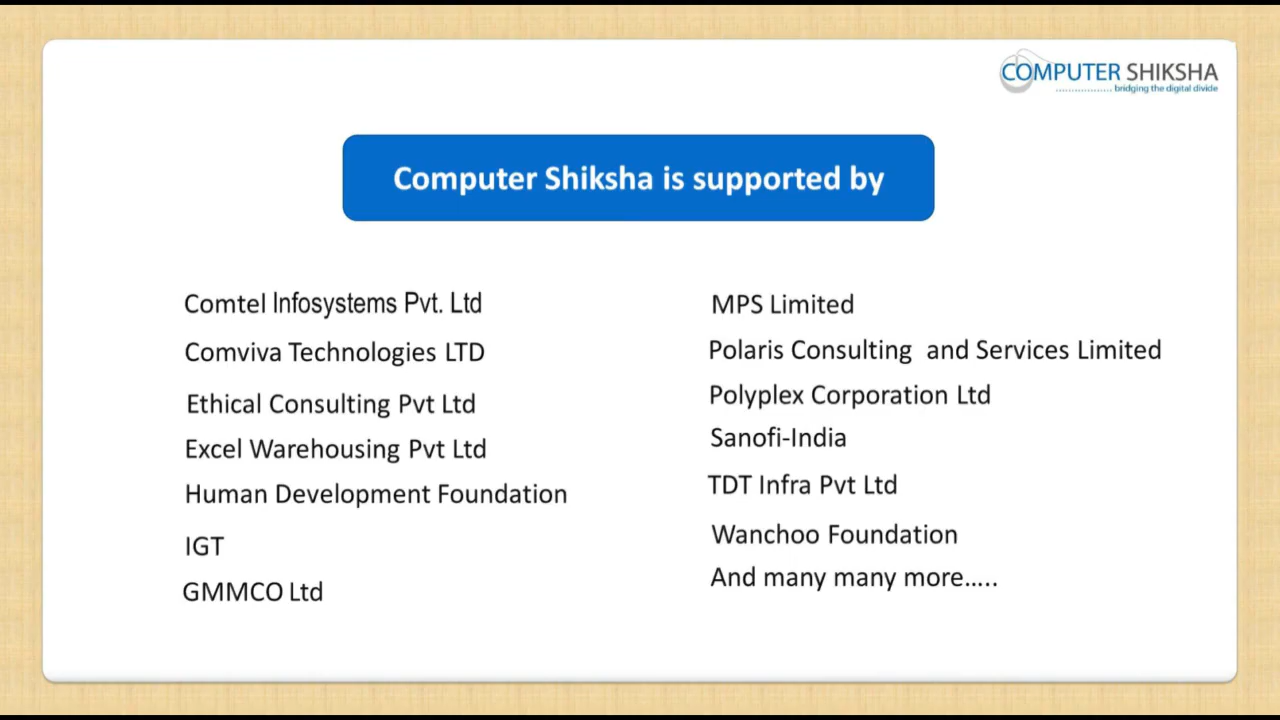 COMPUTER SHIKSHA
bridging the digital divide
Computer Shiksha is supported by
Comtel Infosystems Pvt. Ltd
Comviva Technologies LTD
Ethical Consulting Pvt Ltd
Excel Warehousing Pvt Ltd
Human Development Foundation
IGT
GMMCO Ltd
MPS Limited
Polaris Consulting and Services Limited
Polyplex Corporation Ltd
Sanofi-India
TDT Infra Pvt Ltd
Wanchoo Foundation
And many many more…..